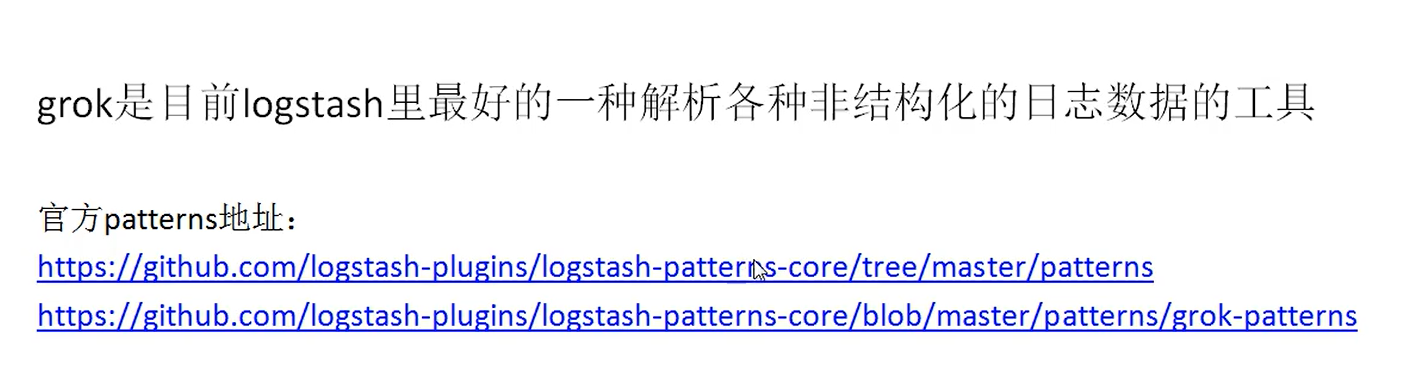 grok是目前logstash里最好的一种解析各种非结构化的日志数据的工具
官方patterns地址：
https://github.com/logstash-plugins/logstash-patterns-core/tree/master/patterns
https://github.com/logstash-plugins/logstash-patterns-core/blob/master/patterns/grok-patterns